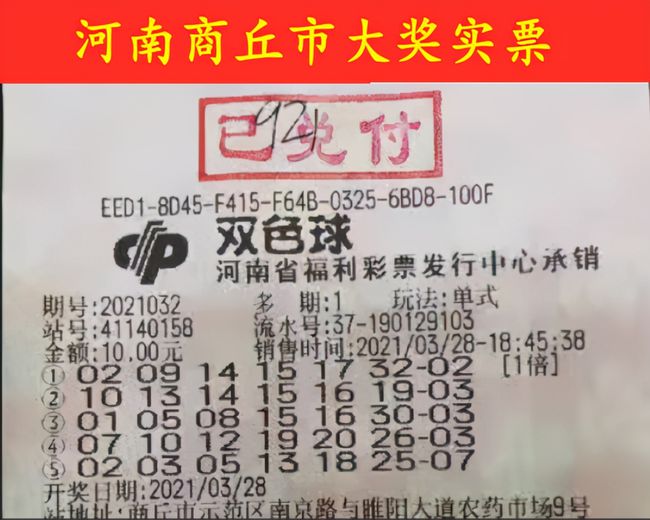 河南商丘市大奖实票
已兑付
921
EED1-8D45-F415-F64B-0325-6BD8-100F
双色球
河南省福利彩票发行中心承销
期号:2021032 多 期:1 玩法:单式
站号:41140158 流水号:37-190129103
金额:10.00元 销售时间:2021/03/28-18:45:38
① 02 09 14 15 17 32-02 [1倍]
② 10 13 14 15 16 19-03
③ 01 05 08 15 16 30-03
④ 07 10 12 19 20 26-03
⑤ 02 03 05 13 18 25-07
开奖日期:2021/03/28
站地址:商丘市示范区南京路与睢阳大道农药市场9号